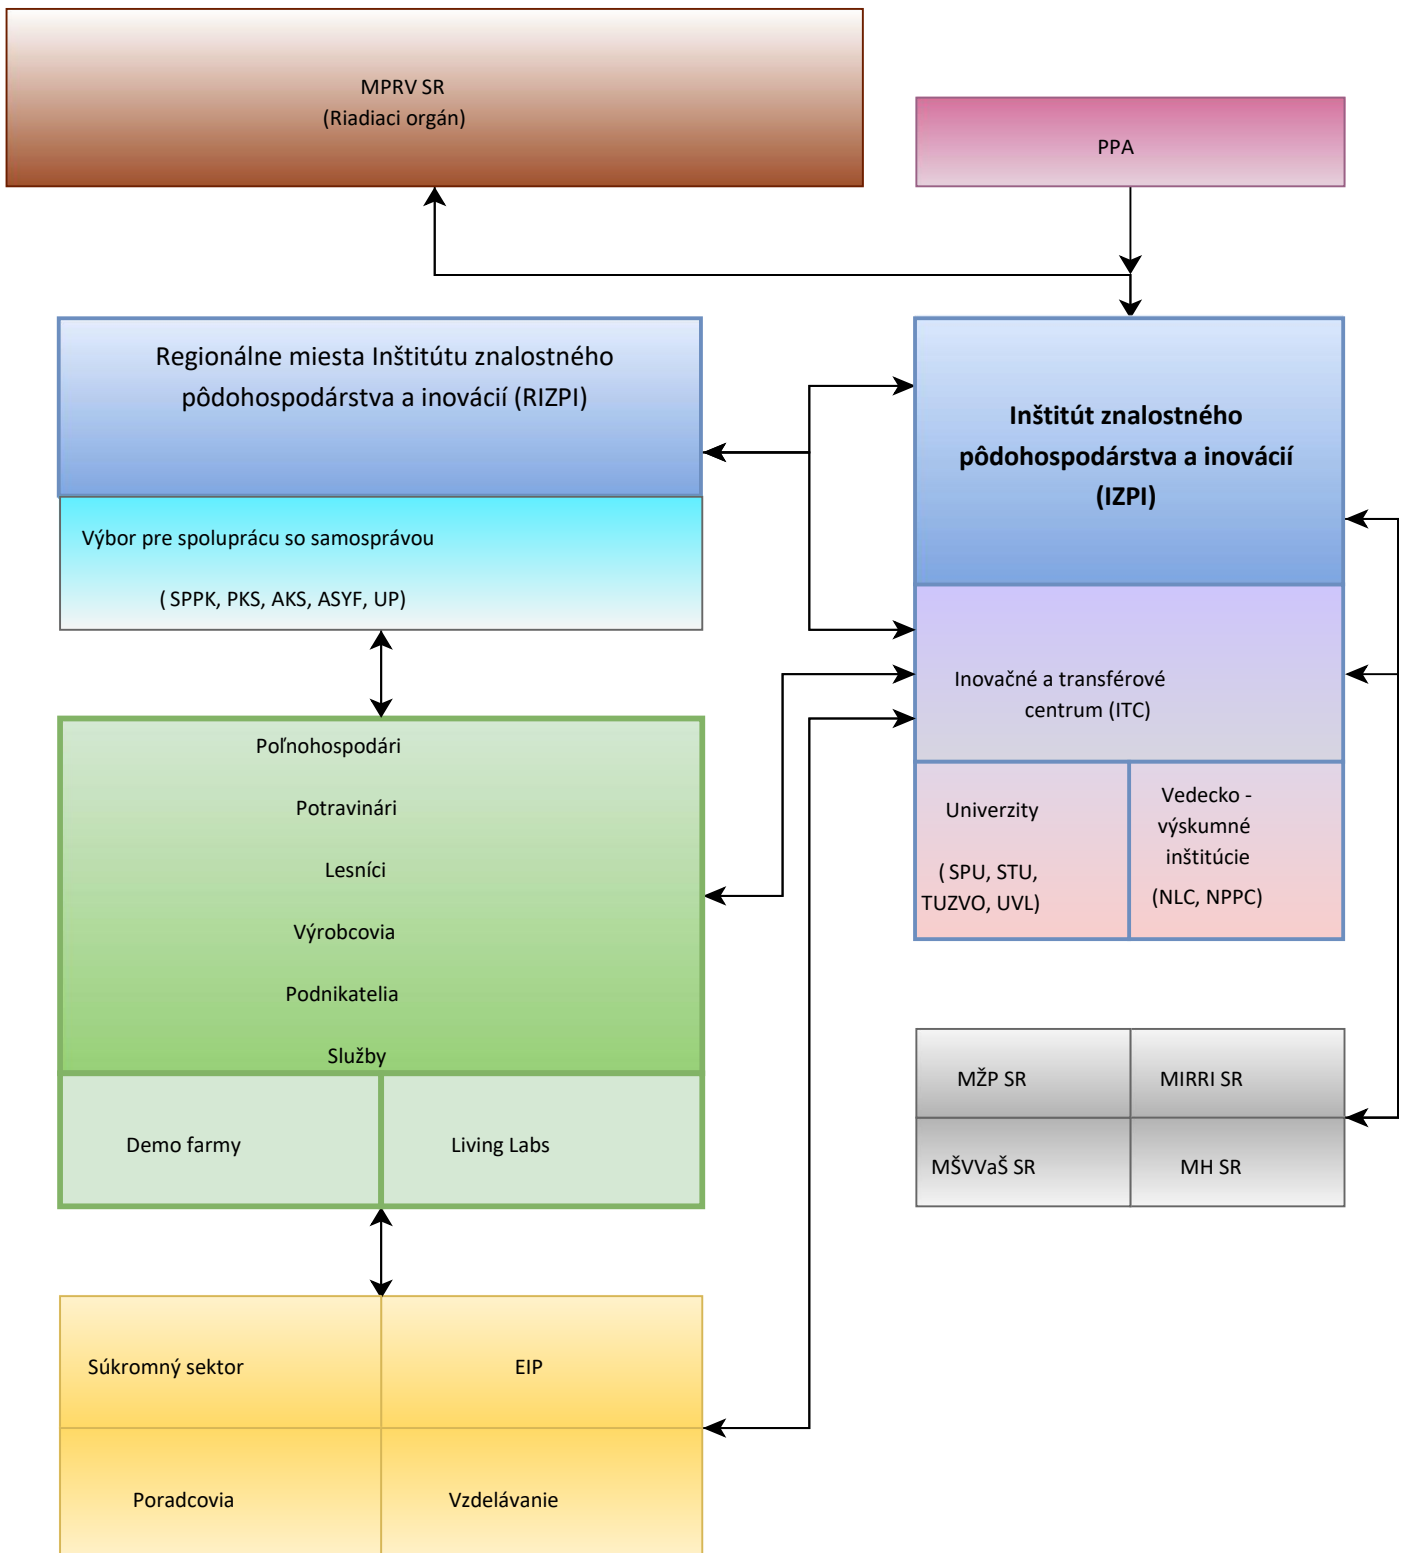 MPRV SR
(Riadiaci orgán)
PPA
Regionálne miesta Inštitútu znalostného
pôdohospodárstva a inovácií (RIZPI)
Výbor pre spoluprácu so samosprávou
( SPPK, PKS, AKS, ASYF, UP)
Inštitút znalostného
pôdohospodárstva a inovácií
(IZPI)
Inovačné a transférové
centrum (ITC)
Univerzity
( SPU, STU,
TUZVO, UVL)
Vedecko -
výskumné
inštitúcie
(NLC, NPPC)
Poľnohospodári
Potravinári
Lesníci
Výrobcovia
Podnikatelia
Služby
Demo farmy
Living Labs
MŽP SR
MIRRI SR
MŠVVaŠ SR
MH SR
Súkromný sektor
EIP
Poradcovia
Vzdelávanie